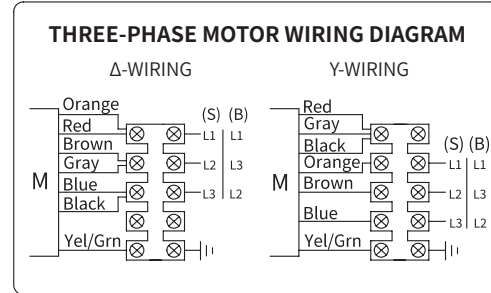 THREE-PHASE MOTOR WIRING DIAGRAM
Δ-WIRING
Orange
Red
Brown
Gray
Blue
Black
Yel/Grn
M
(S) (B)
L1 L1
L2 L3
L3 L2
Y-WIRING
Red
Gray
Black
Orange
Brown
Blue
Yel/Grn
M
(S) (B)
L1 L1
L2 L3
L3 L2